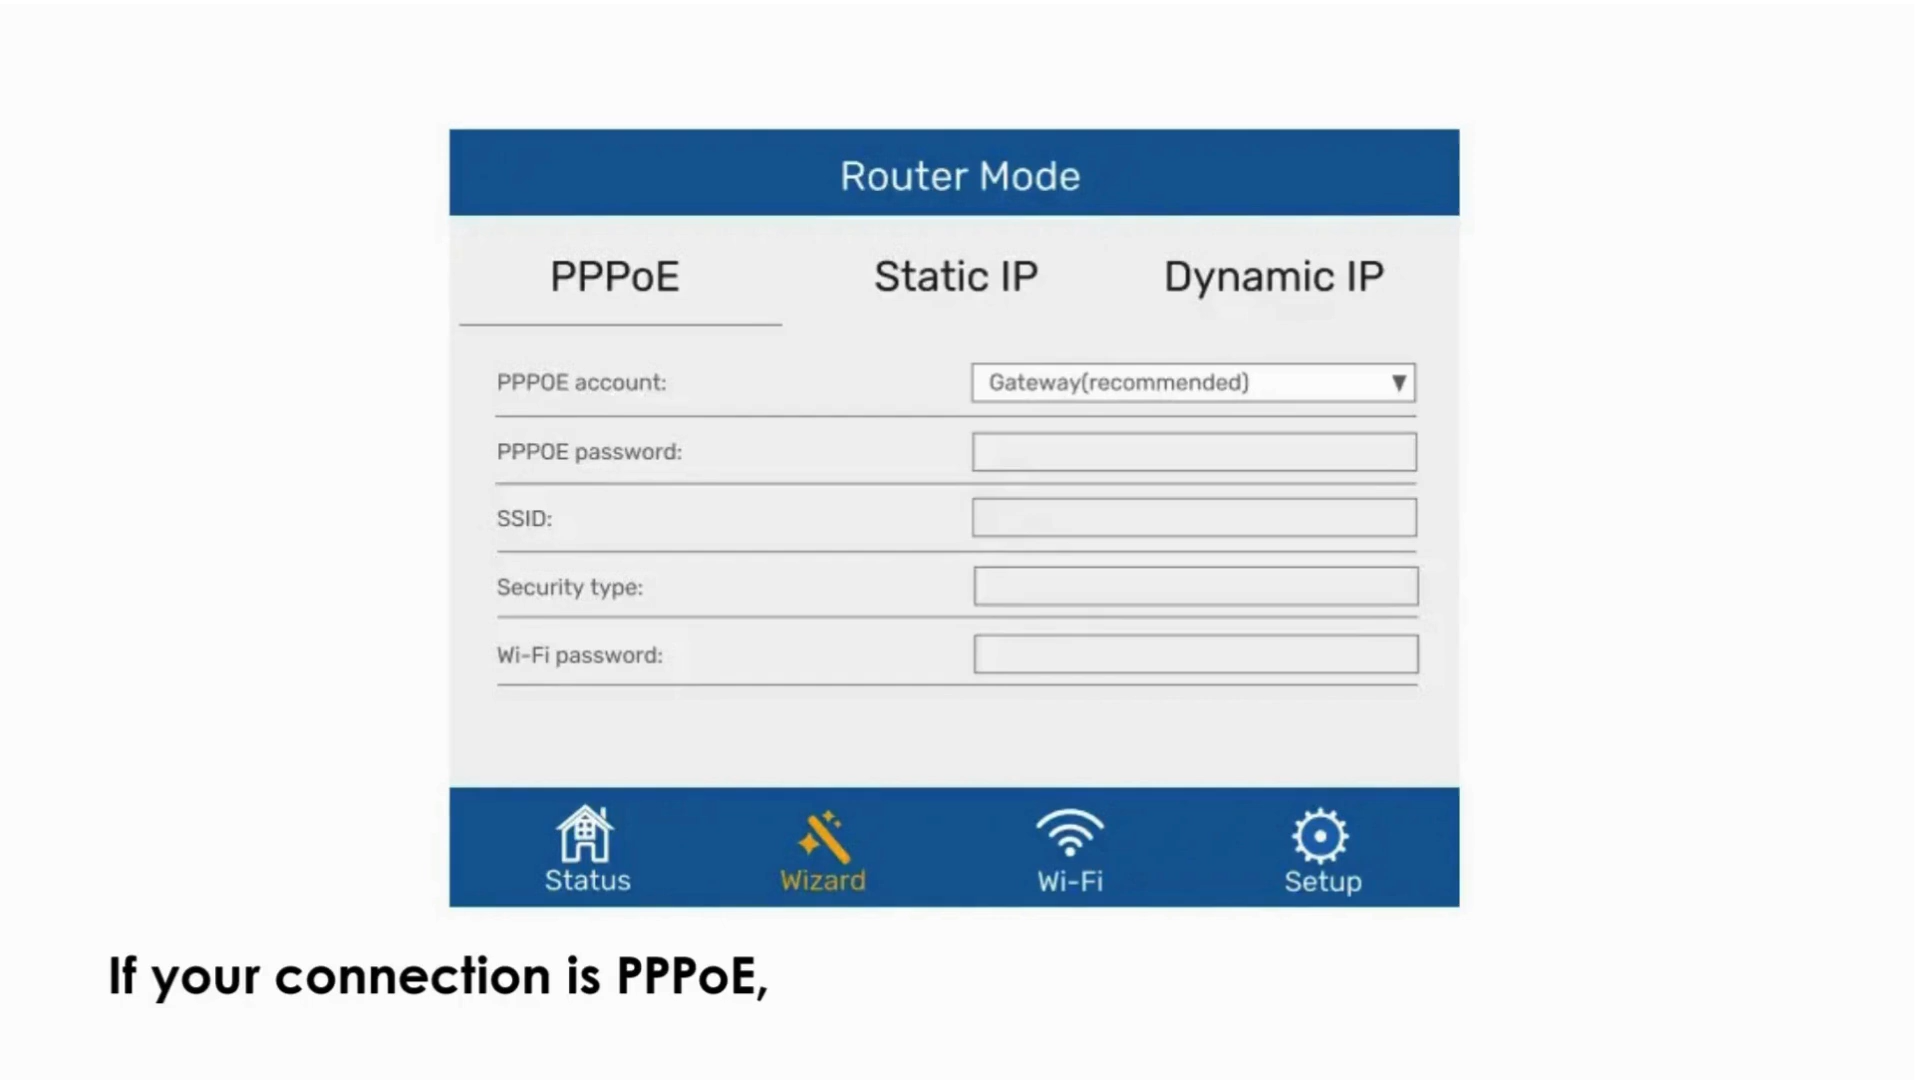 Router Mode
PPPoE Static IP Dynamic IP
PPPOE account: Gateway(recommended) ▼
PPPOE password:
SSID:
Security type:
Wi-Fi password:
Status Wizard Wi-Fi Setup
If your connection is PPPoE,